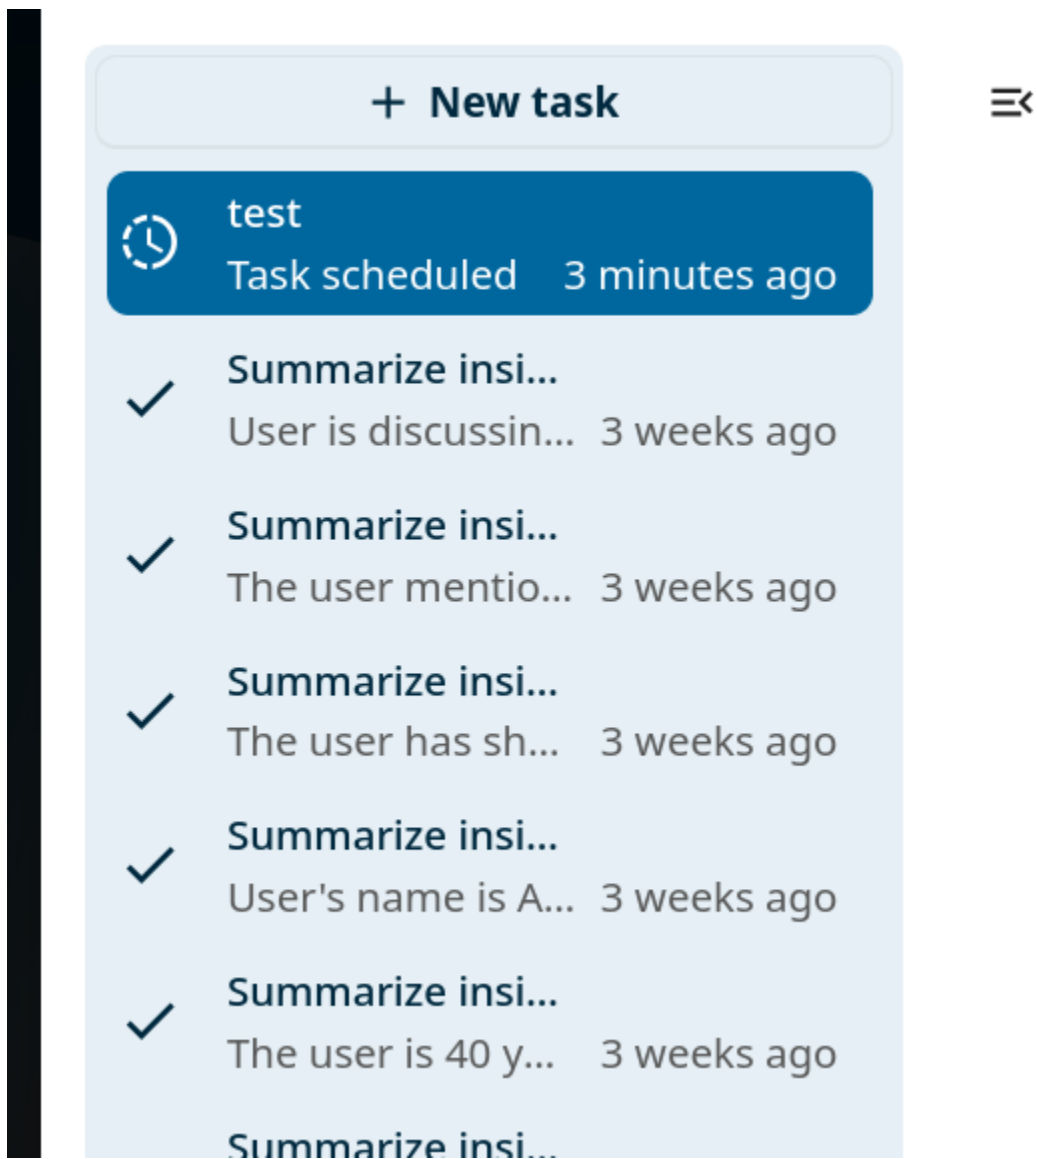 + New task
test
Task scheduled 3 minutes ago
Summarize insi...
User is discussin... 3 weeks ago
Summarize insi...
The user mentio... 3 weeks ago
Summarize insi...
The user has sh... 3 weeks ago
Summarize insi...
User's name is A... 3 weeks ago
Summarize insi...
The user is 40 y... 3 weeks ago
Summarize insi...